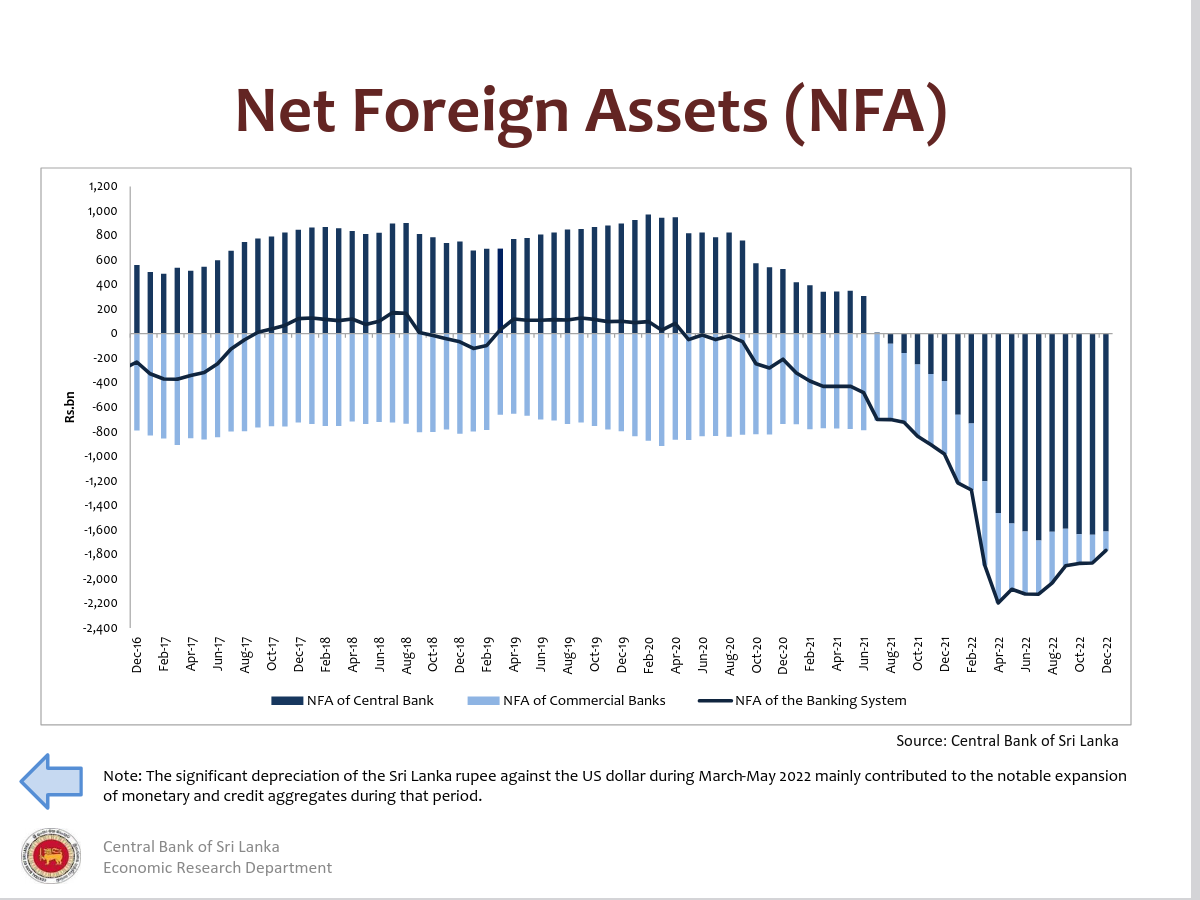 Net Foreign Assets (NFA)
1,200
1,000
800
600
400
200
0
-200
-400
-600
-800
-1,000
-1,200
-1,400
-1,600
-1,800
-2,000
-2,200
-2,400
Rs.bn
Dec-16
Feb-17
Apr-17
Jun-17
Aug-17
Oct-17
Dec-17
Feb-18
Apr-18
Jun-18
Aug-18
Oct-18
Dec-18
Feb-19
Apr-19
Jun-19
Aug-19
Oct-19
Dec-19
Feb-20
Apr-20
Jun-20
Aug-20
Oct-20
Dec-20
Feb-21
Apr-21
Jun-21
Aug-21
Oct-21
Dec-21
Feb-22
Apr-22
Jun-22
Aug-22
Oct-22
Dec-22
NFA of Central Bank NFA of Commercial Banks NFA of the Banking System
Source: Central Bank of Sri Lanka
Note: The significant depreciation of the Sri Lanka rupee against the US dollar during March-May 2022 mainly contributed to the notable expansion
of monetary and credit aggregates during that period.
Central Bank of Sri Lanka
Economic Research Department